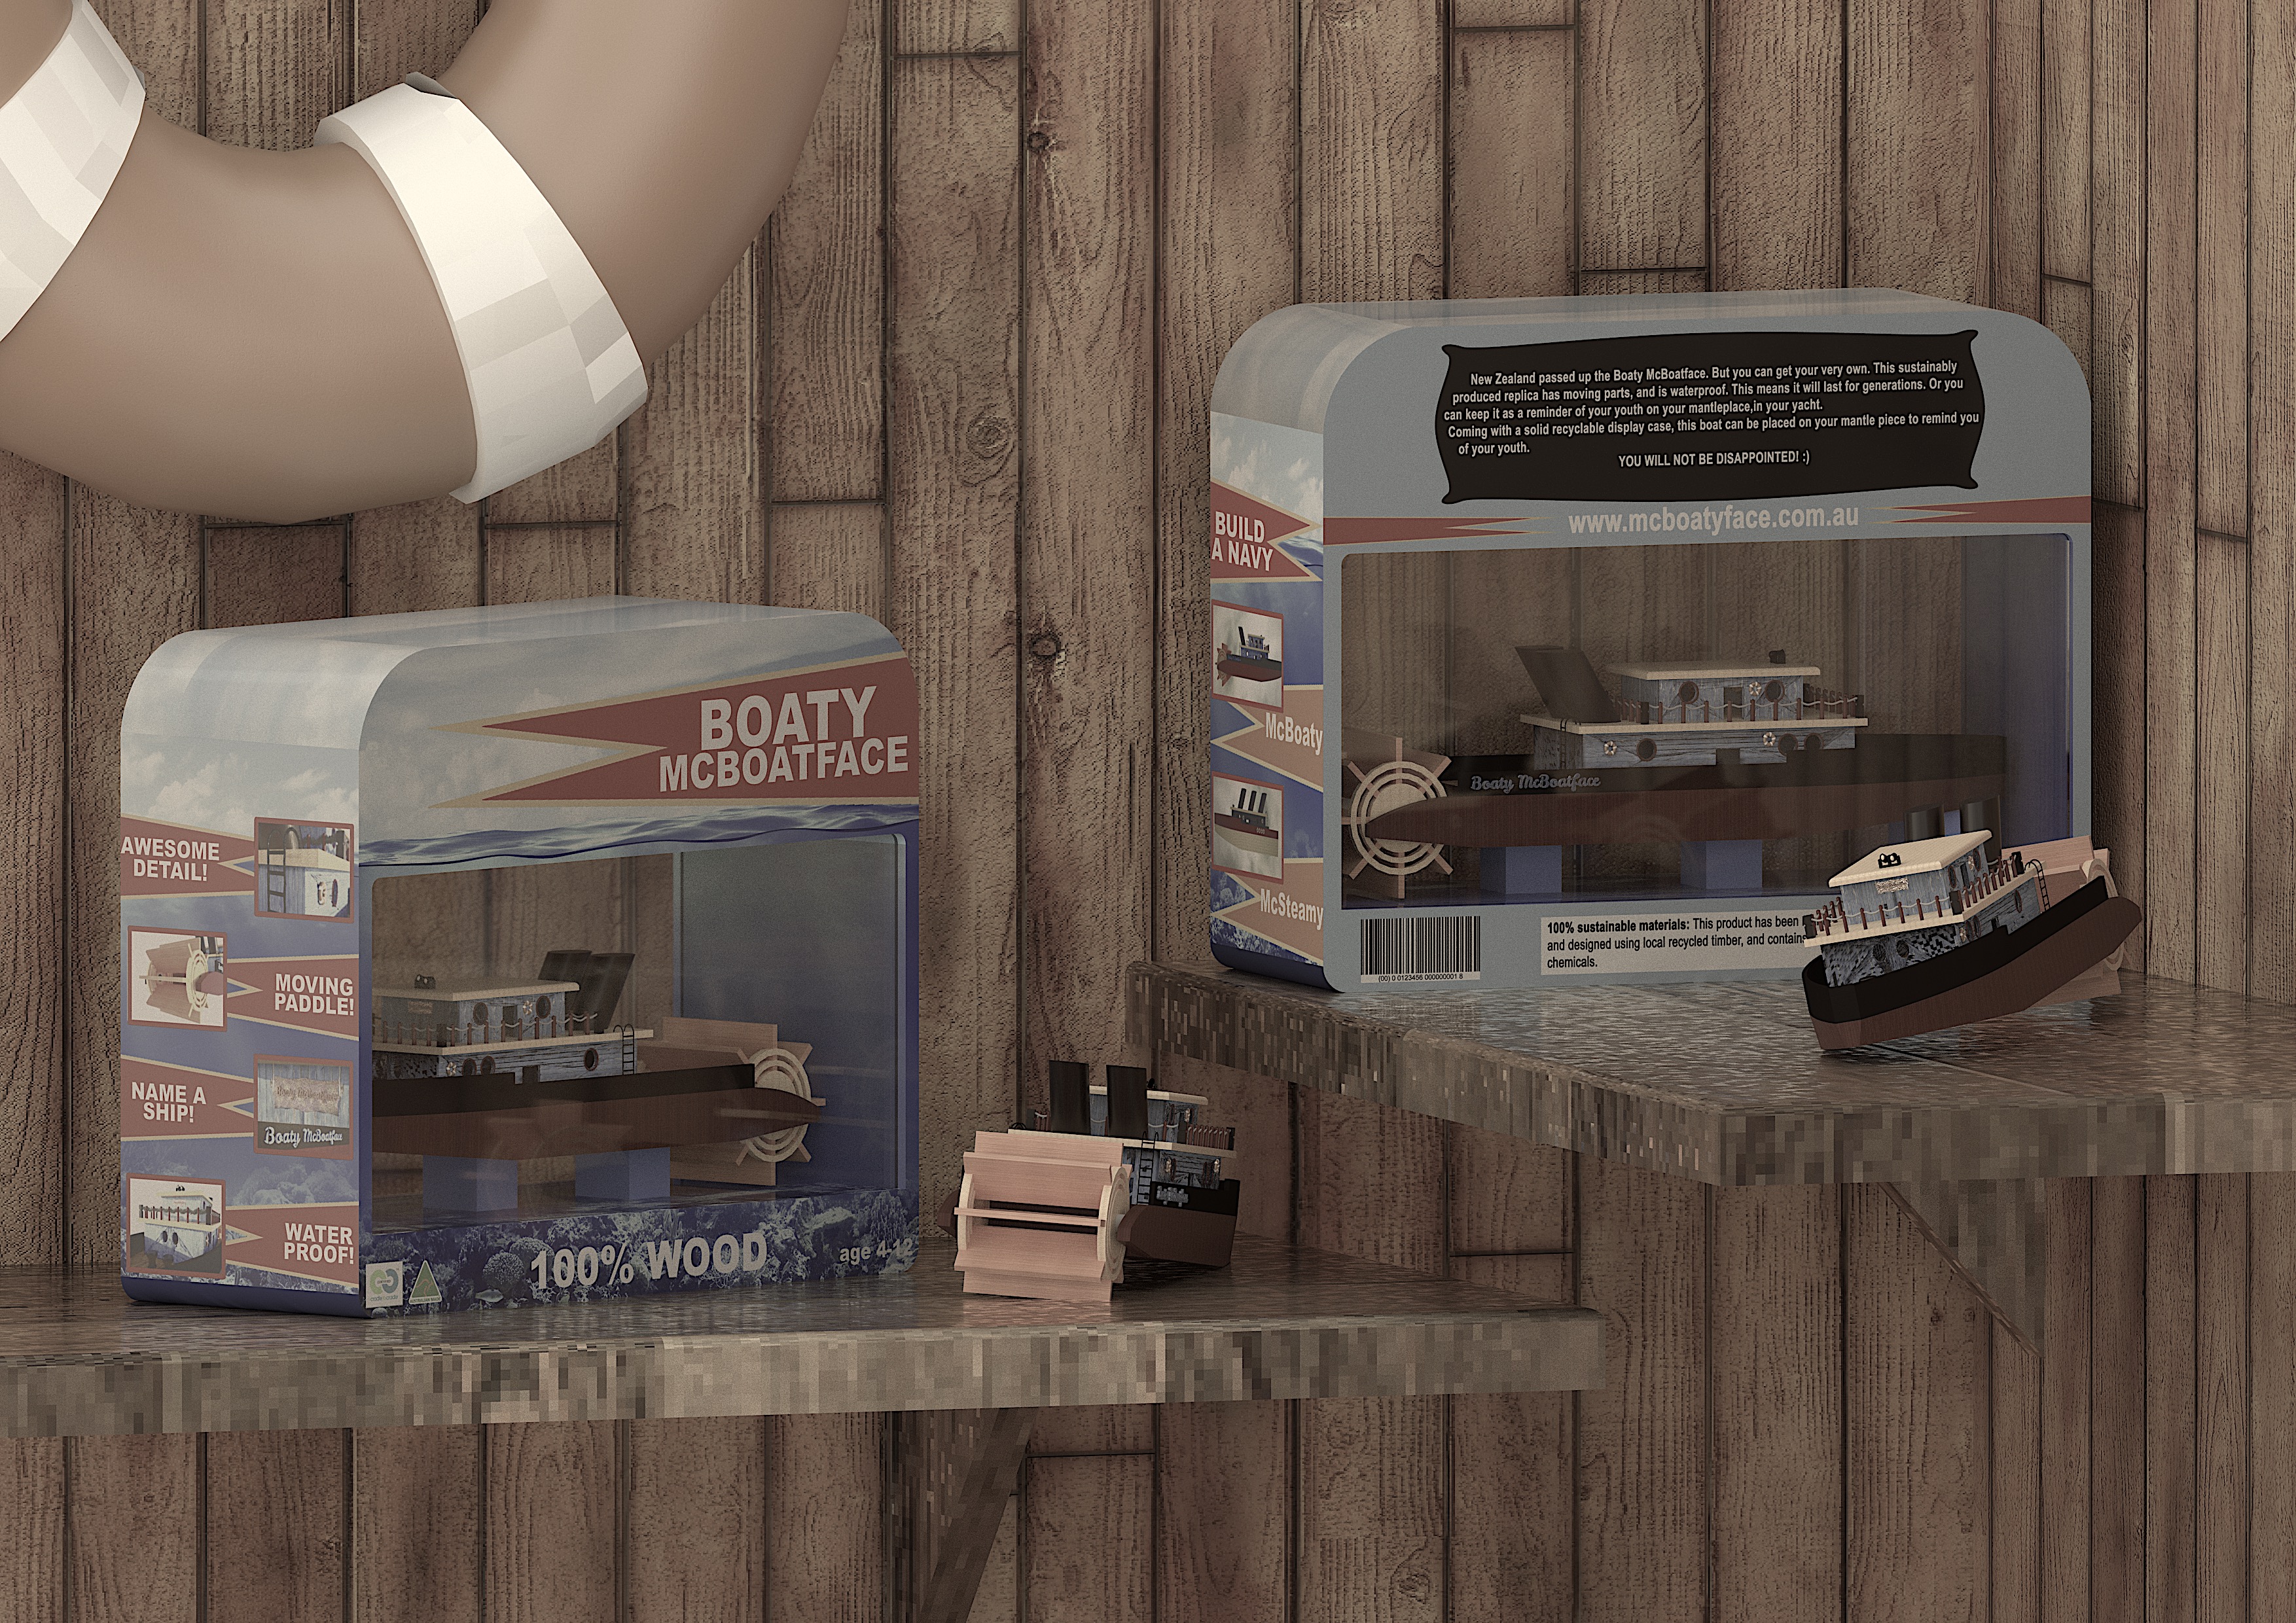 BOATY
MCBOATFACE
AWESOME
DETAIL!
MOVING
PADDLE!
NAME A
SHIP!
Boaty McBoatface
WATER
PROOF!
100% WOOD
age 4-12
New Zealand passed up the Boaty McBoatface. But you can get your very own. This sustainably
produced replica has moving parts, and is waterproof. This means it will last for generations. Or you
can keep it as a reminder of your youth on your mantleplace,in your yacht.
Coming with a solid recyclable display case, this boat can be placed on your mantle piece to remind you
of your youth.
YOU WILL NOT BE DISAPPOINTED! :)
www.mcboatyface.com.au
BUILD
A NAVY
McBoaty
McSteamy
Boaty McBoatface
(00) 0 0123456 000000001 8
100% sustainable materials: This product has been
and designed using local recycled timber, and contains
chemicals.